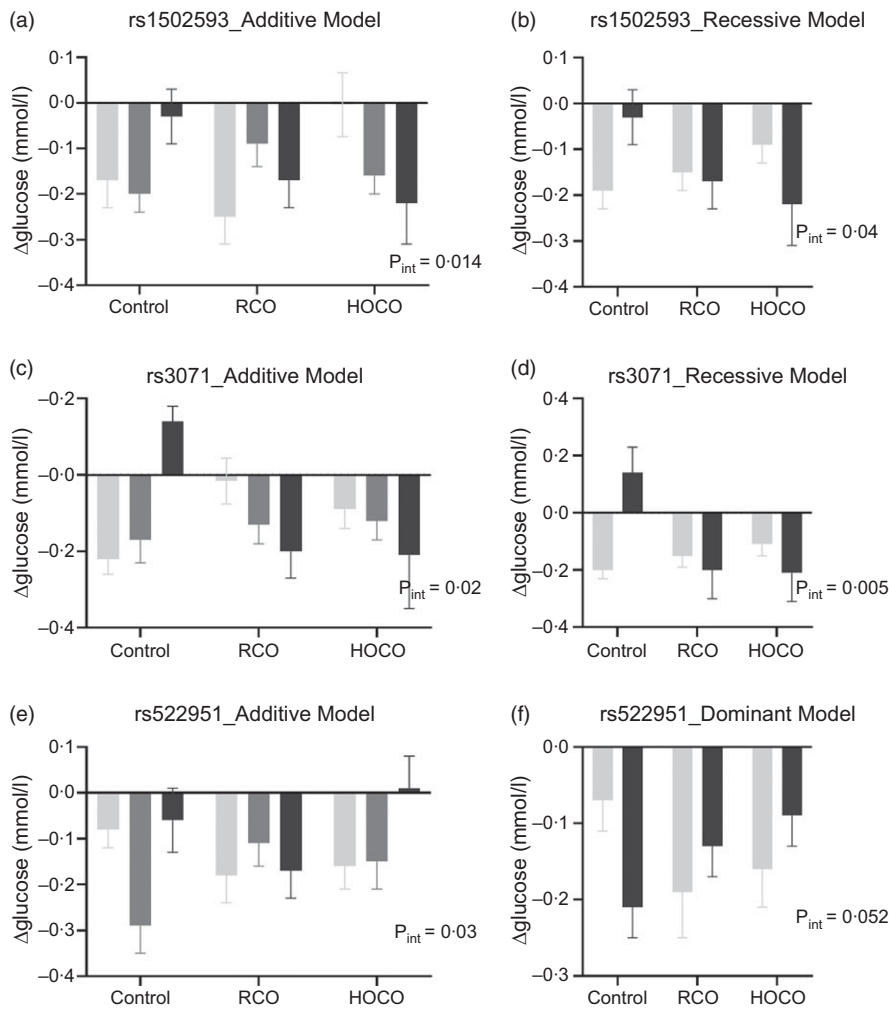 (a)
rs1502593_Additive Model
0·1
0·0
–0·1
–0·2
–0·3
–0·4
Δglucose (mmol/l)
P_int = 0·014
Control RCO HOCO
(b)
rs1502593_Recessive Model
0·1
0·0
–0·1
–0·2
–0·3
–0·4
Δglucose (mmol/l)
P_int = 0·04
Control RCO HOCO
(c)
rs3071_Additive Model
–0·2
–0·0
–0·2
–0·4
Δglucose (mmol/l)
P_int = 0·02
Control RCO HOCO
(d)
rs3071_Recessive Model
0·4
0·2
0·0
–0·2
–0·4
Δglucose (mmol/l)
P_int = 0·005
Control RCO HOCO
(e)
rs522951_Additive Model
0·1
0·0
–0·1
–0·2
–0·3
–0·4
Δglucose (mmol/l)
P_int = 0·03
Control RCO HOCO
(f)
rs522951_Dominant Model
0·0
–0·1
–0·2
–0·3
Δglucose (mmol/l)
P_int = 0·052
Control RCO HOCO